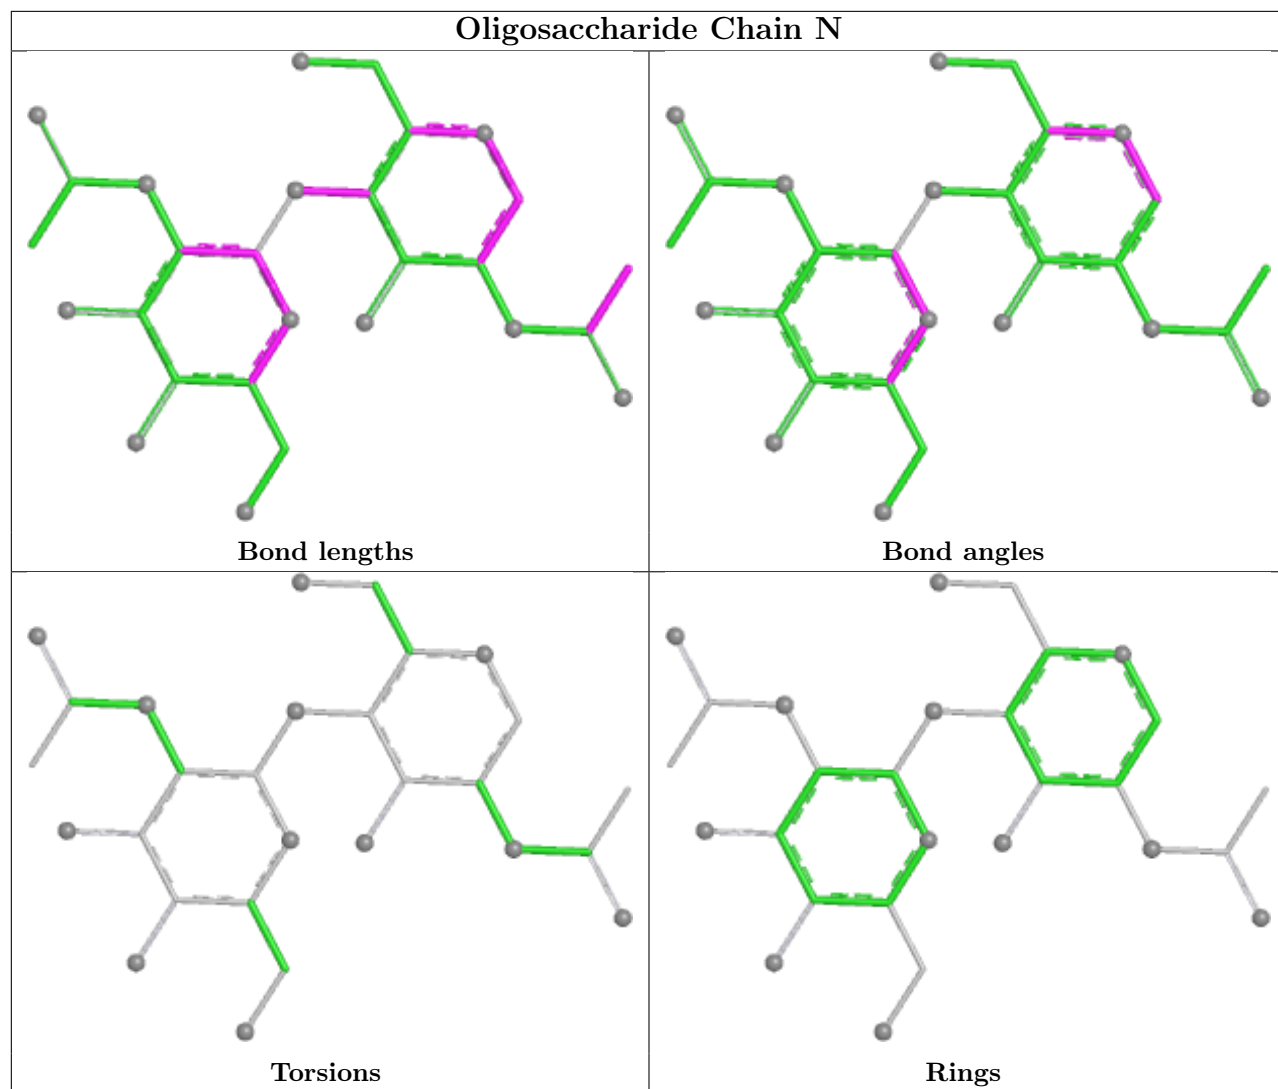 Oligosaccharide Chain N
Bond lengths
Bond angles
Torsions
Rings